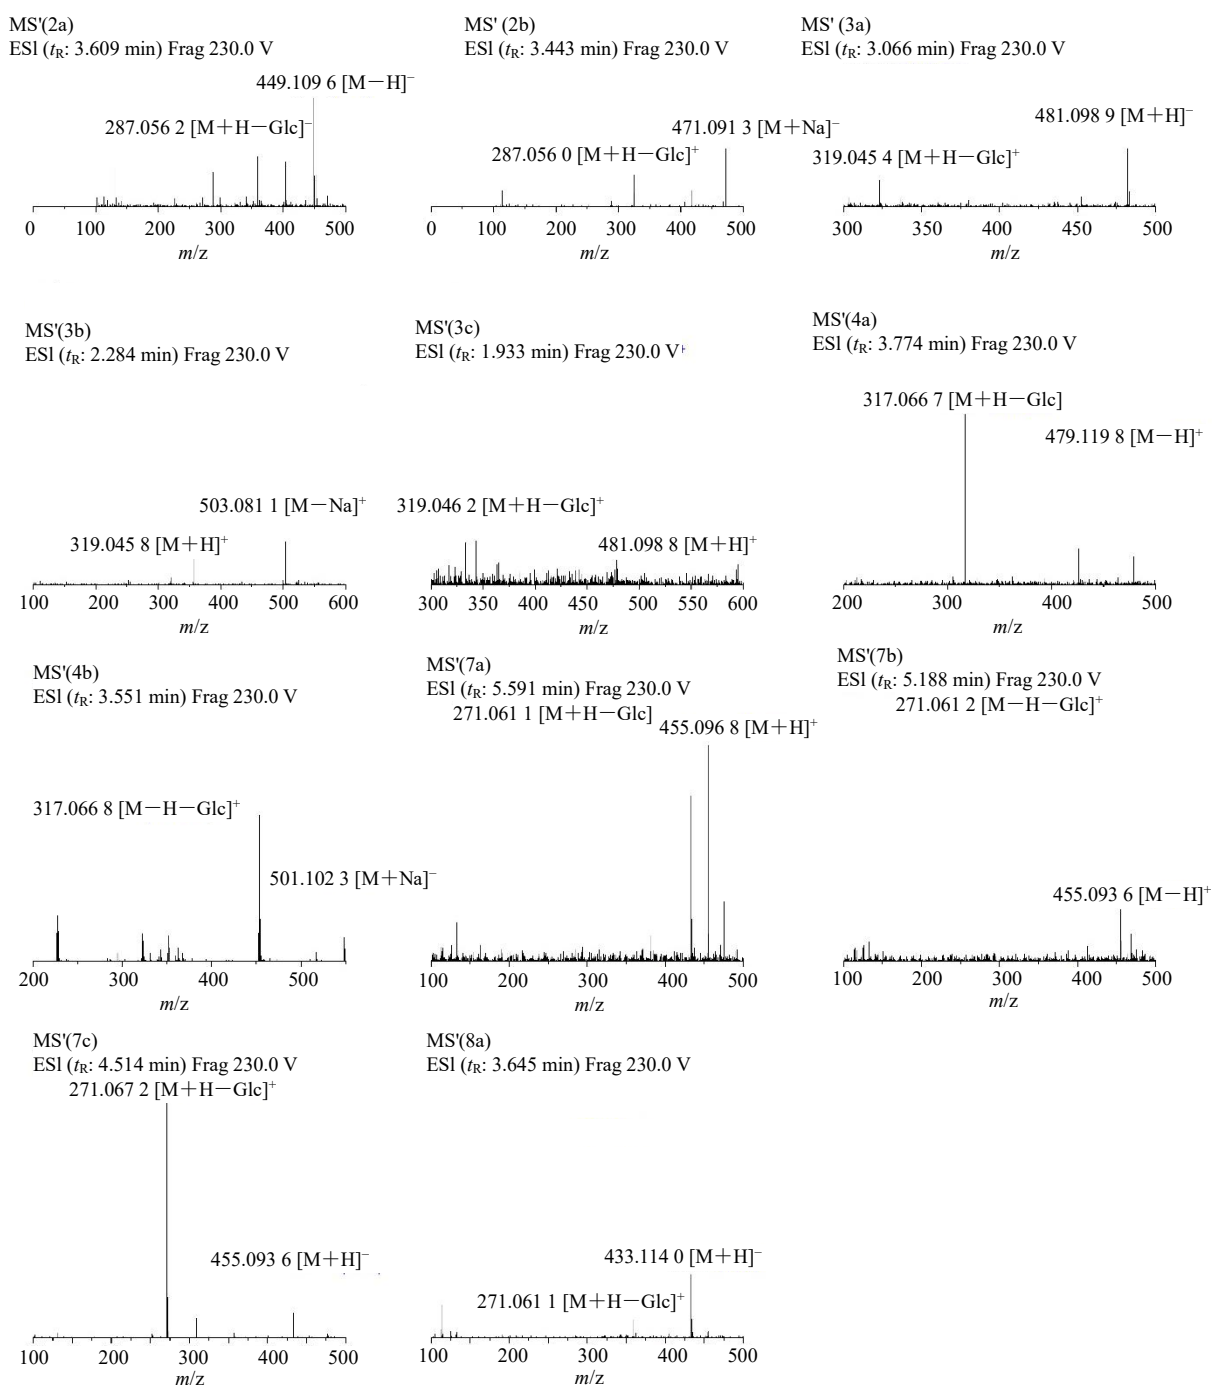 MS'(2a)
ESl (tR: 3.609 min) Frag 230.0 V
449.109 6 [M－H]⁻
287.056 2 [M＋H－Glc]⁻
0 100 200 300 400 500
m/z
MS' (2b)
ESl (tR: 3.443 min) Frag 230.0 V
471.091 3 [M＋Na]⁻
287.056 0 [M＋H－Glc]⁺
0 100 200 300 400 500
m/z
MS' (3a)
ESl (tR: 3.066 min) Frag 230.0 V
481.098 9 [M＋H]⁻
319.045 4 [M＋H－Glc]⁺
300 350 400 450 500
m/z
MS'(3b)
ESl (tR: 2.284 min) Frag 230.0 V
503.081 1 [M－Na]⁺
319.045 8 [M＋H]⁺
100 200 300 400 500 600
m/z
MS'(3c)
ESl (tR: 1.933 min) Frag 230.0 V
319.046 2 [M＋H－Glc]⁺
481.098 8 [M＋H]⁺
300 350 400 450 500 550 600
m/z
MS'(4a)
ESl (tR: 3.774 min) Frag 230.0 V
317.066 7 [M＋H－Glc]
479.119 8 [M－H]⁺
200 300 400 500
m/z
MS'(4b)
ESl (tR: 3.551 min) Frag 230.0 V
317.066 8 [M－H－Glc]⁺
501.102 3 [M＋Na]⁻
200 300 400 500
m/z
MS'(7a)
ESl (tR: 5.591 min) Frag 230.0 V
271.061 1 [M＋H－Glc]
455.096 8 [M＋H]⁺
100 200 300 400 500
m/z
MS'(7b)
ESl (tR: 5.188 min) Frag 230.0 V
271.061 2 [M－H－Glc]⁺
455.093 6 [M－H]⁺
100 200 300 400 500
m/z
MS'(7c)
ESl (tR: 4.514 min) Frag 230.0 V
271.067 2 [M＋H－Glc]⁺
455.093 6 [M＋H]⁻
100 200 300 400 500
m/z
MS'(8a)
ESl (tR: 3.645 min) Frag 230.0 V
433.114 0 [M＋H]⁻
271.061 1 [M＋H－Glc]⁺
100 200 300 400 500
m/z